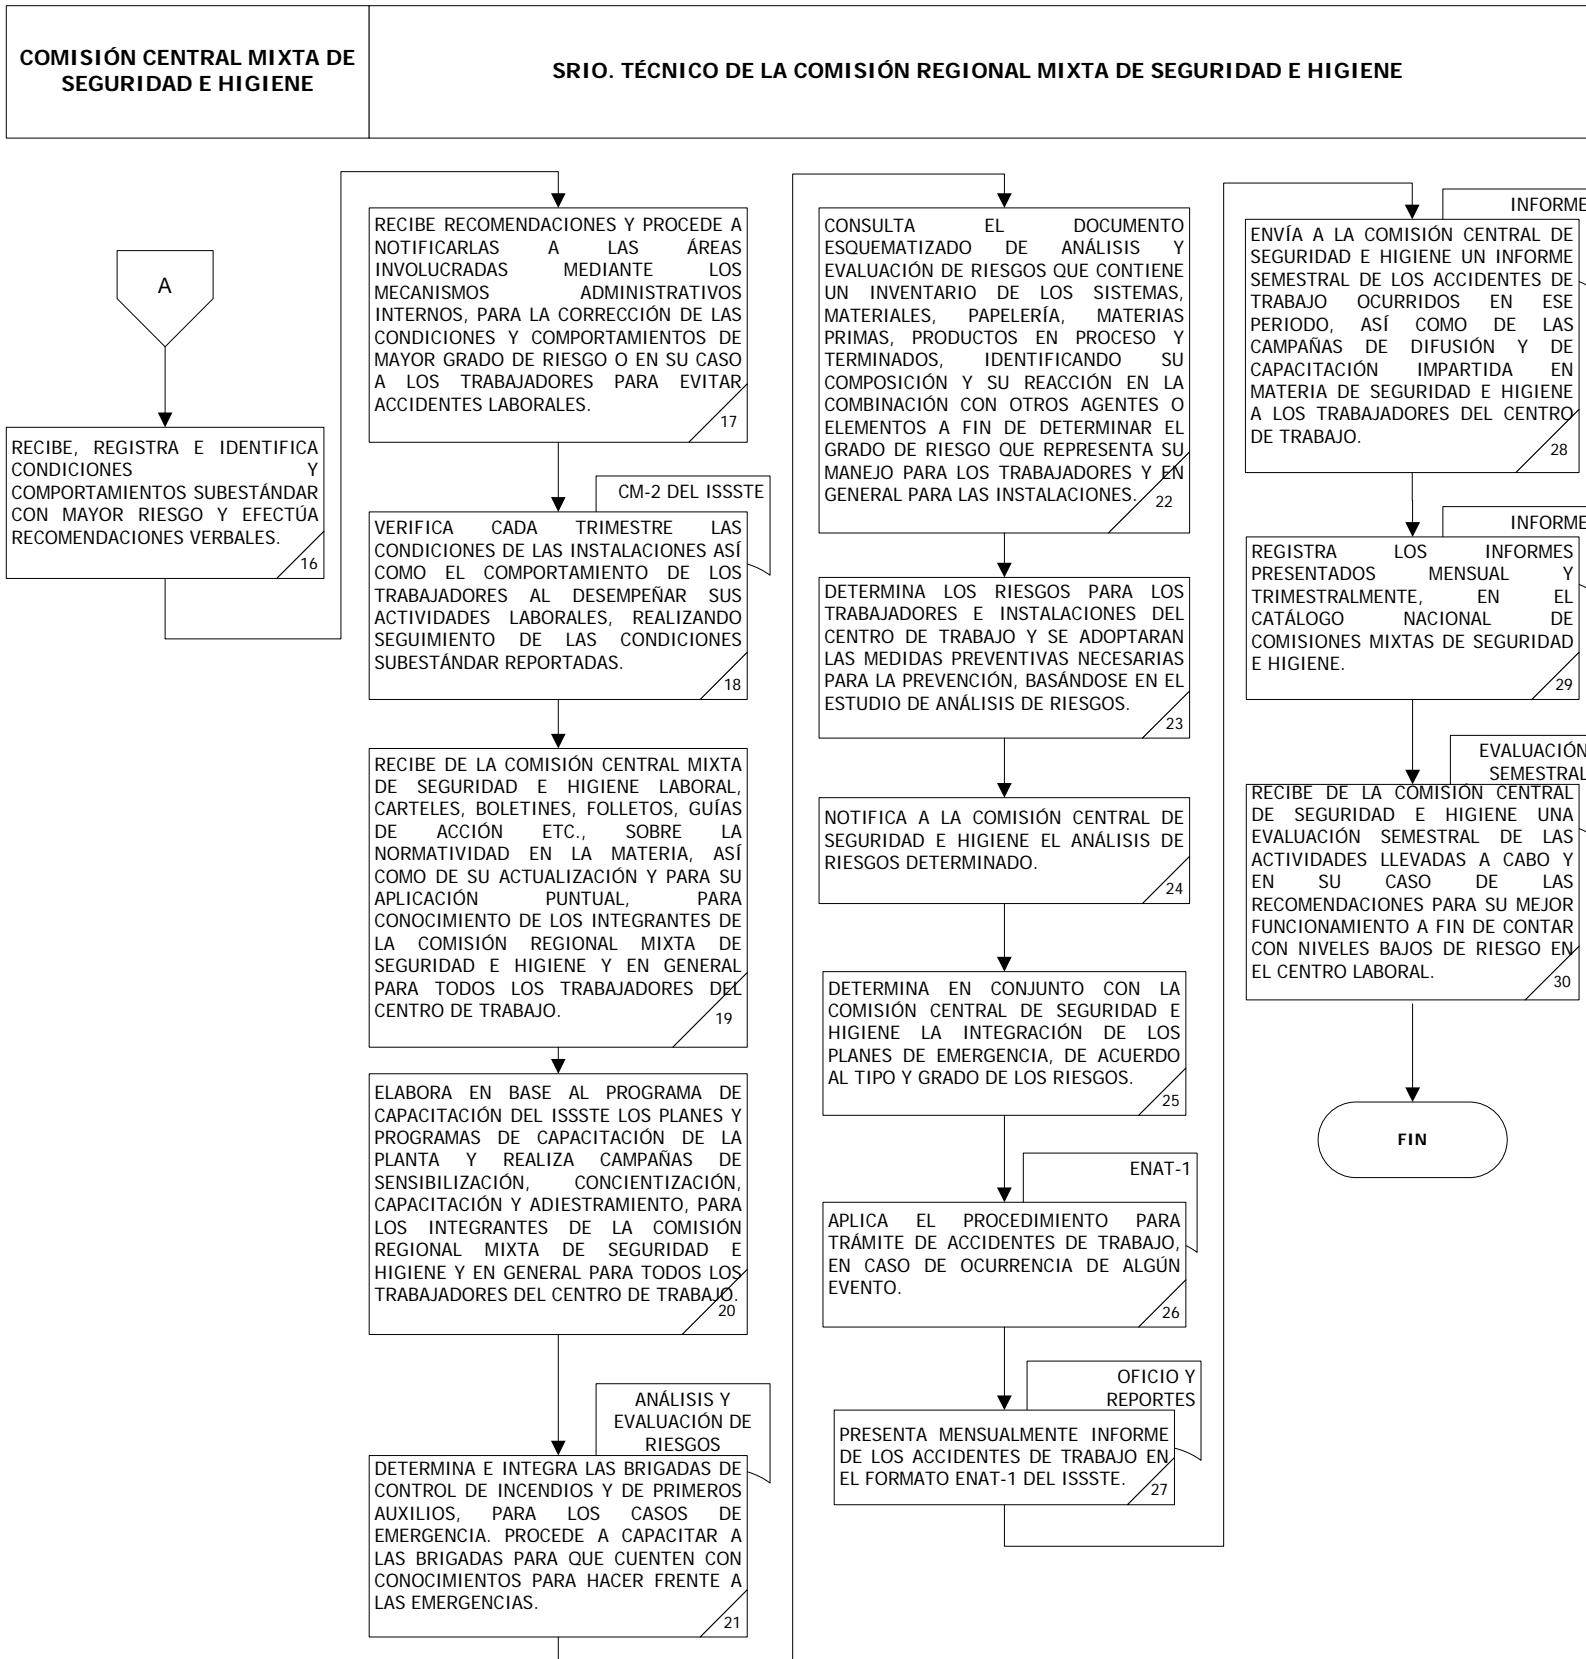 COMISIÓN CENTRAL MIXTA DE
SEGURIDAD E HIGIENE
SRIO. TÉCNICO DE LA COMISIÓN REGIONAL MIXTA DE SEGURIDAD E HIGIENE
A
RECIBE, REGISTRA E IDENTIFICA
CONDICIONES Y
COMPORTAMIENTOS SUBESTÁNDAR
CON MAYOR RIESGO Y EFECTÚA
RECOMENDACIONES VERBALES.
16
RECIBE RECOMENDACIONES Y PROCEDE A
NOTIFICARLAS A LAS ÁREAS
INVOLUCRADAS MEDIANTE LOS
MECANISMOS ADMINISTRATIVOS
INTERNOS, PARA LA CORRECCIÓN DE LAS
CONDICIONES Y COMPORTAMIENTOS DE
MAYOR GRADO DE RIESGO O EN SU CASO
A LOS TRABAJADORES PARA EVITAR
ACCIDENTES LABORALES.
17
CM-2 DEL ISSSTE
VERIFICA CADA TRIMESTRE LAS
CONDICIONES DE LAS INSTALACIONES ASÍ
COMO EL COMPORTAMIENTO DE LOS
TRABAJADORES AL DESEMPEÑAR SUS
ACTIVIDADES LABORALES, REALIZANDO
SEGUIMIENTO DE LAS CONDICIONES
SUBESTÁNDAR REPORTADAS.
18
RECIBE DE LA COMISIÓN CENTRAL MIXTA
DE SEGURIDAD E HIGIENE LABORAL,
CARTELES, BOLETINES, FOLLETOS, GUÍAS
DE ACCIÓN ETC., SOBRE LA
NORMATIVIDAD EN LA MATERIA, ASÍ
COMO DE SU ACTUALIZACIÓN Y PARA SU
APLICACIÓN PUNTUAL, PARA
CONOCIMIENTO DE LOS INTEGRANTES DE
LA COMISIÓN REGIONAL MIXTA DE
SEGURIDAD E HIGIENE Y EN GENERAL
PARA TODOS LOS TRABAJADORES DEL
CENTRO DE TRABAJO.
19
ELABORA EN BASE AL PROGRAMA DE
CAPACITACIÓN DEL ISSSTE LOS PLANES Y
PROGRAMAS DE CAPACITACIÓN DE LA
PLANTA Y REALIZA CAMPAÑAS DE
SENSIBILIZACIÓN, CONCIENTIZACIÓN,
CAPACITACIÓN Y ADIESTRAMIENTO, PARA
LOS INTEGRANTES DE LA COMISIÓN
REGIONAL MIXTA DE SEGURIDAD E
HIGIENE Y EN GENERAL PARA TODOS LOS
TRABAJADORES DEL CENTRO DE TRABAJO.
20
ANÁLISIS Y
EVALUACIÓN DE
RIESGOS
DETERMINA E INTEGRA LAS BRIGADAS DE
CONTROL DE INCENDIOS Y DE PRIMEROS
AUXILIOS, PARA LOS CASOS DE
EMERGENCIA. PROCEDE A CAPACITAR A
LAS BRIGADAS PARA QUE CUENTEN CON
CONOCIMIENTOS PARA HACER FRENTE A
LAS EMERGENCIAS.
21
CONSULTA EL DOCUMENTO
ESQUEMATIZADO DE ANÁLISIS Y
EVALUACIÓN DE RIESGOS QUE CONTIENE
UN INVENTARIO DE LOS SISTEMAS,
MATERIALES, PAPELERÍA, MATERIAS
PRIMAS, PRODUCTOS EN PROCESO Y
TERMINADOS, IDENTIFICANDO SU
COMPOSICIÓN Y SU REACCIÓN EN LA
COMBINACIÓN CON OTROS AGENTES O
ELEMENTOS A FIN DE DETERMINAR EL
GRADO DE RIESGO QUE REPRESENTA SU
MANEJO PARA LOS TRABAJADORES Y EN
GENERAL PARA LAS INSTALACIONES.
22
DETERMINA LOS RIESGOS PARA LOS
TRABAJADORES E INSTALACIONES DEL
CENTRO DE TRABAJO Y SE ADOPTARAN
LAS MEDIDAS PREVENTIVAS NECESARIAS
PARA LA PREVENCIÓN, BASÁNDOSE EN EL
ESTUDIO DE ANÁLISIS DE RIESGOS.
23
NOTIFICA A LA COMISIÓN CENTRAL DE
SEGURIDAD E HIGIENE EL ANÁLISIS DE
RIESGOS DETERMINADO.
24
DETERMINA EN CONJUNTO CON LA
COMISIÓN CENTRAL DE SEGURIDAD E
HIGIENE LA INTEGRACIÓN DE LOS
PLANES DE EMERGENCIA, DE ACUERDO
AL TIPO Y GRADO DE LOS RIESGOS.
25
ENAT-1
APLICA EL PROCEDIMIENTO PARA
TRÁMITE DE ACCIDENTES DE TRABAJO,
EN CASO DE OCURRENCIA DE ALGÚN
EVENTO.
26
OFICIO Y
REPORTES
PRESENTA MENSUALMENTE INFORME
DE LOS ACCIDENTES DE TRABAJO EN
EL FORMATO ENAT-1 DEL ISSSTE.
27
INFORME
ENVÍA A LA COMISIÓN CENTRAL DE
SEGURIDAD E HIGIENE UN INFORME
SEMESTRAL DE LOS ACCIDENTES DE
TRABAJO OCURRIDOS EN ESE
PERIODO, ASÍ COMO DE LAS
CAMPAÑAS DE DIFUSIÓN Y DE
CAPACITACIÓN IMPARTIDA EN
MATERIA DE SEGURIDAD E HIGIENE
A LOS TRABAJADORES DEL CENTRO
DE TRABAJO.
28
INFORME
REGISTRA LOS INFORMES
PRESENTADOS MENSUAL Y
TRIMESTRALMENTE, EN EL
CATÁLOGO NACIONAL DE
COMISIONES MIXTAS DE SEGURIDAD
E HIGIENE.
29
EVALUACIÓN
SEMESTRAL
RECIBE DE LA COMISIÓN CENTRAL
DE SEGURIDAD E HIGIENE UNA
EVALUACIÓN SEMESTRAL DE LAS
ACTIVIDADES LLEVADAS A CABO Y
EN SU CASO DE LAS
RECOMENDACIONES PARA SU MEJOR
FUNCIONAMIENTO A FIN DE CONTAR
CON NIVELES BAJOS DE RIESGO EN
EL CENTRO LABORAL.
30
FIN